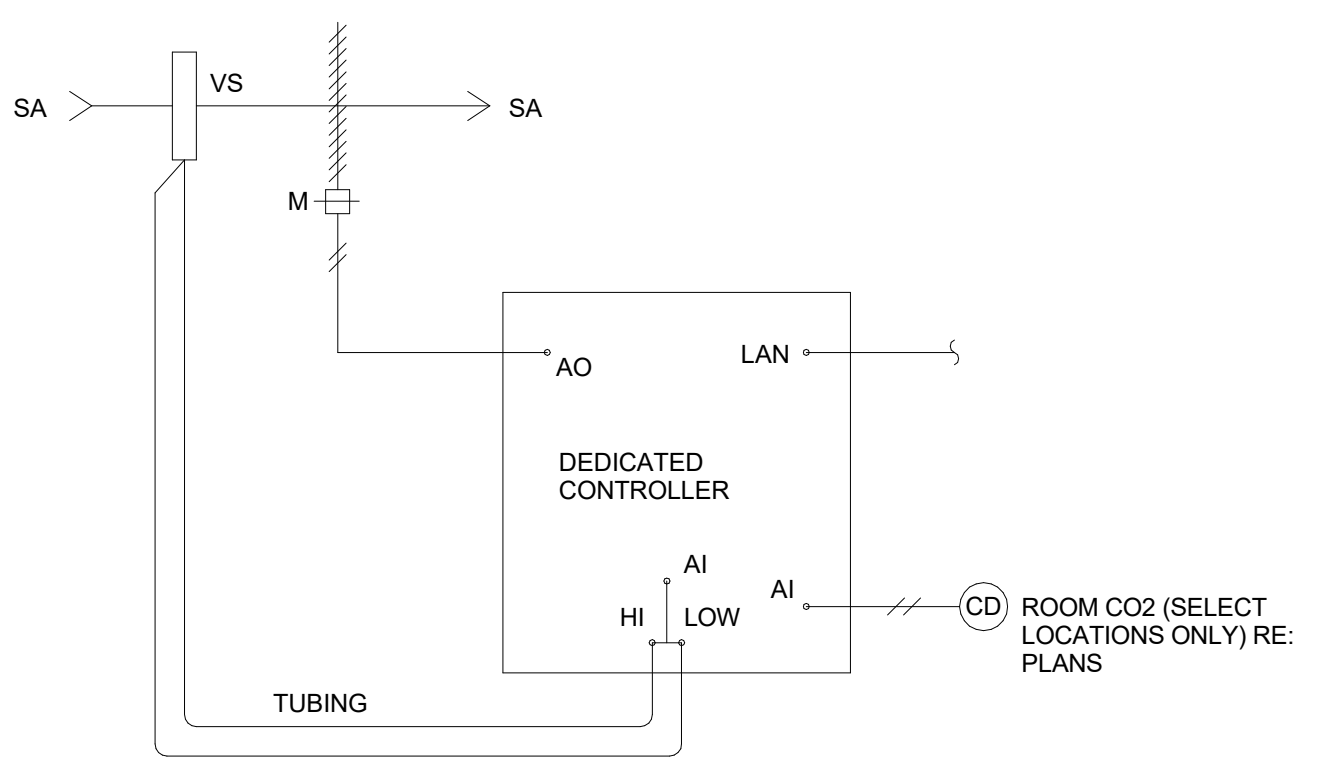 VS
SA
SA
M
AO
LAN
DEDICATED
CONTROLLER
AI
HI
LOW
AI
CD
ROOM CO2 (SELECT
LOCATIONS ONLY) RE:
PLANS
TUBING